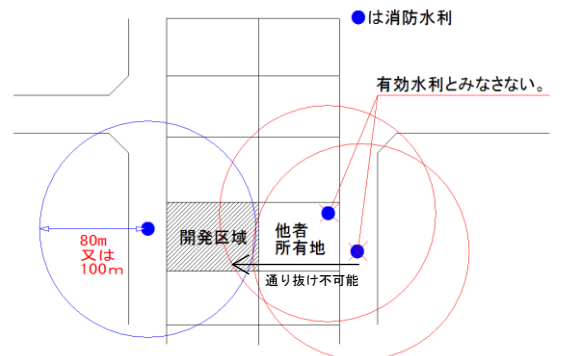 ●は消防水利
有効水利とみなさない。
開発区域
他者
所有地
80m
又は
100m
通り抜け不可能